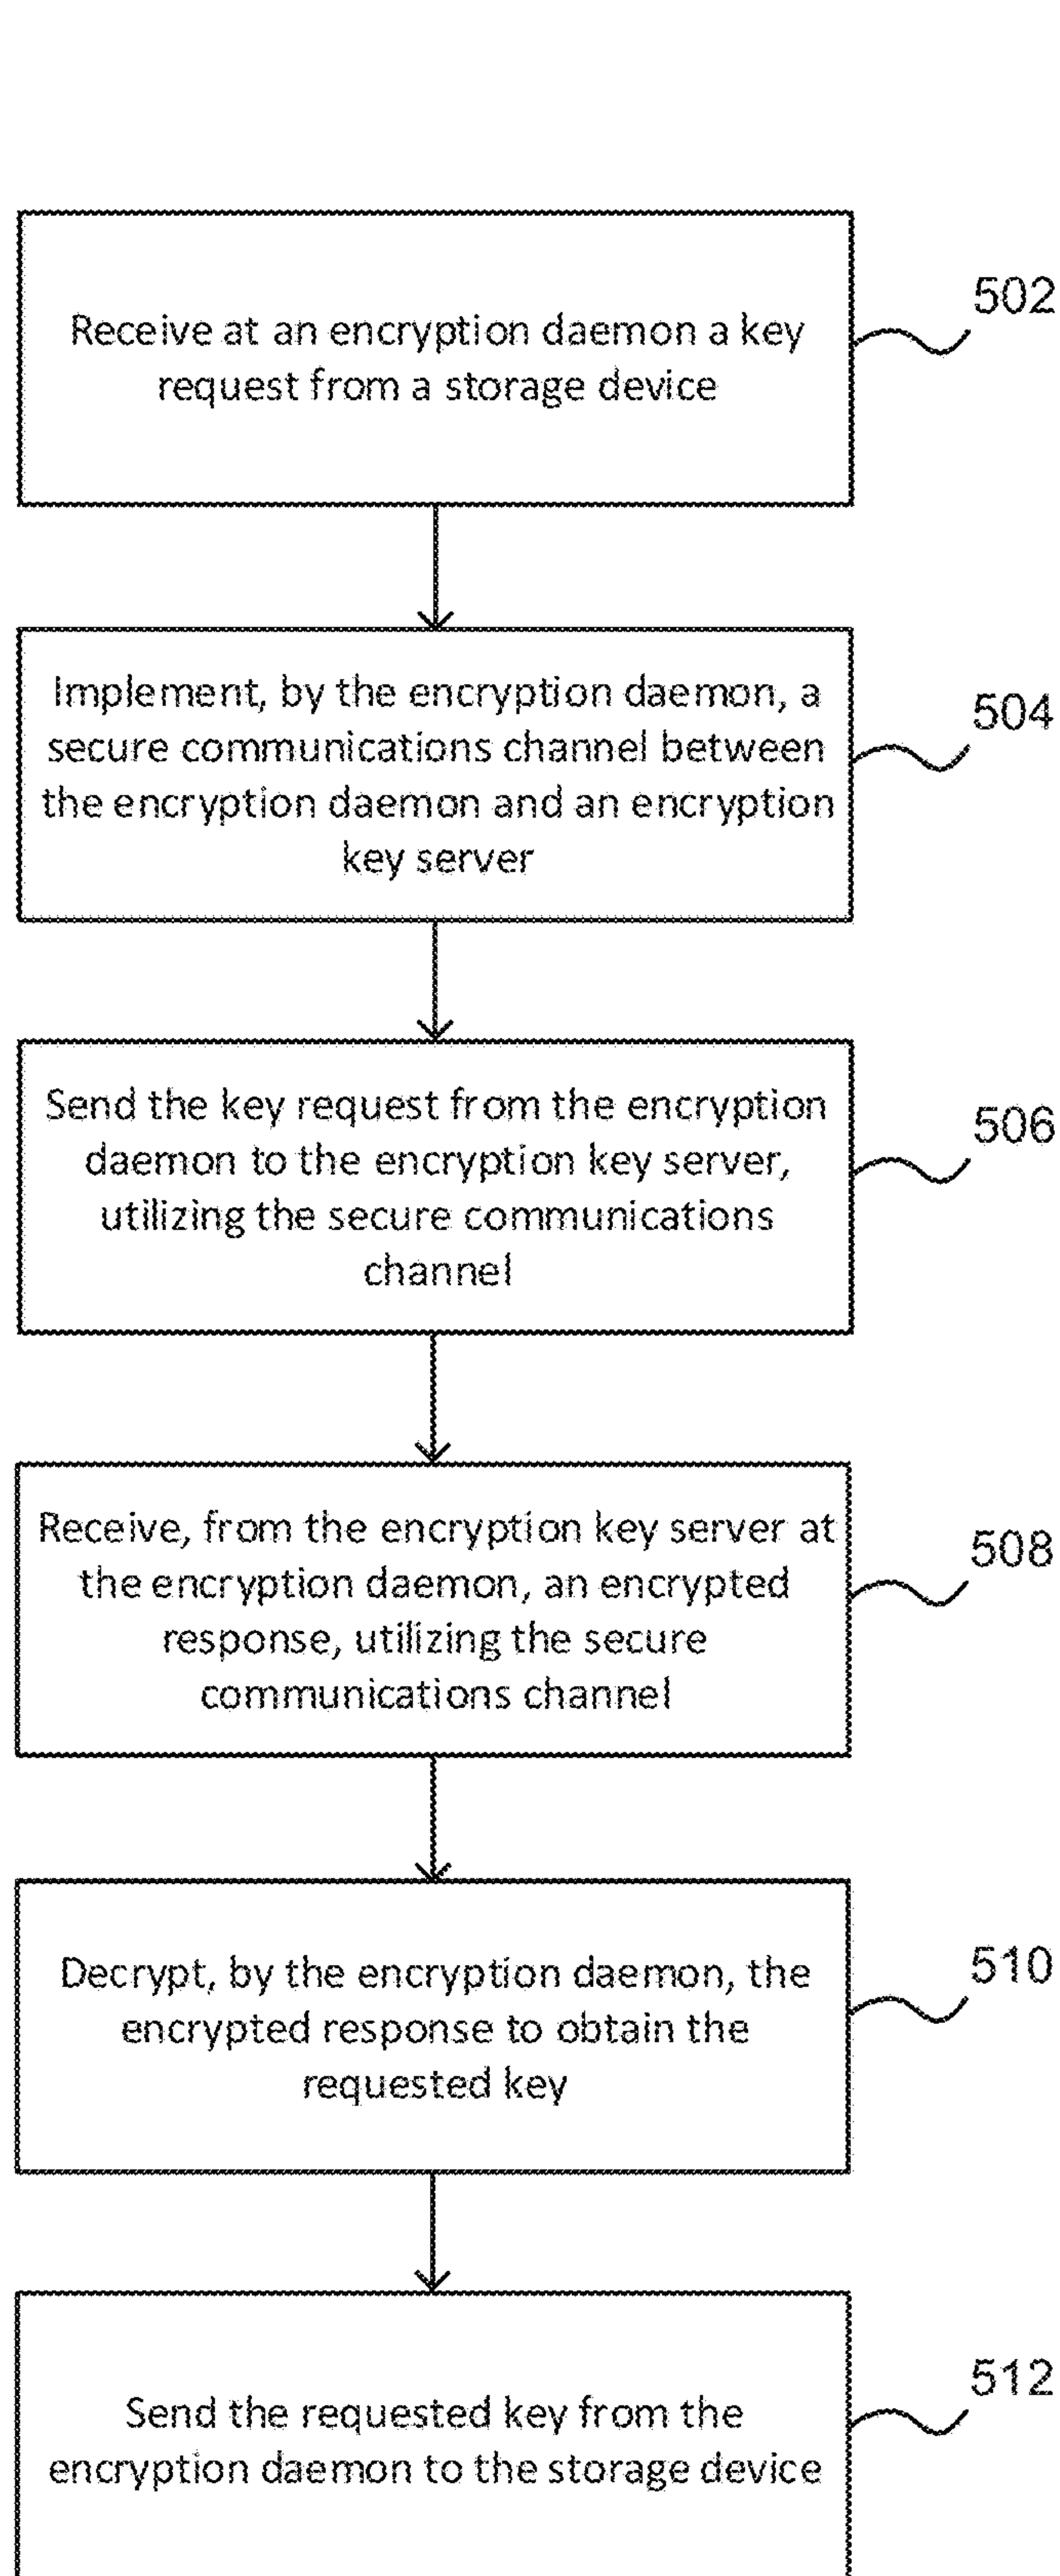 Receive at an encryption daemon a key
request from a storage device
502
Implement, by the encryption daemon, a
secure communications channel between
the encryption daemon and an encryption
key server
504
Send the key request from the encryption
daemon to the encryption key server,
utilizing the secure communications
channel
506
Receive, from the encryption key server at
the encryption daemon, an encrypted
response, utilizing the secure
communications channel
508
Decrypt, by the encryption daemon, the
encrypted response to obtain the
requested key
510
Send the requested key from the
encryption daemon to the storage device
512